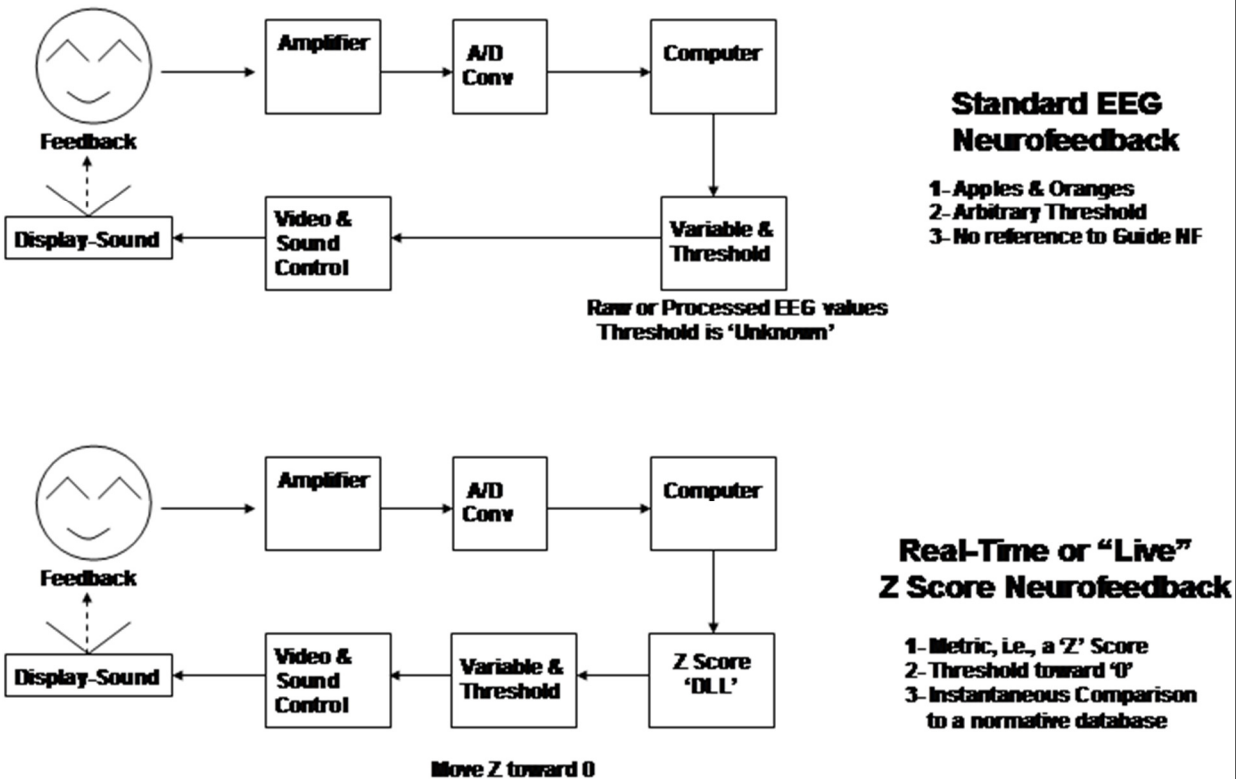 Amplifier
A/D
Conv
Computer
Feedback
Display-Sound
Video &
Sound
Control
Variable &
Threshold
Raw or Processed EEG values
Threshold is ‘Unknown’
Standard EEG
Neurofeedback
1- Apples & Oranges
2- Arbitrary Threshold
3- No reference to Guide NF
Amplifier
A/D
Conv
Computer
Feedback
Display-Sound
Video &
Sound
Control
Variable &
Threshold
Z Score
‘DLL’
Move Z toward 0
Real-Time or “Live”
Z Score Neurofeedback
1- Metric, i.e., a ‘Z’ Score
2- Threshold toward ‘0’
3- Instantaneous Comparison
to a normative database